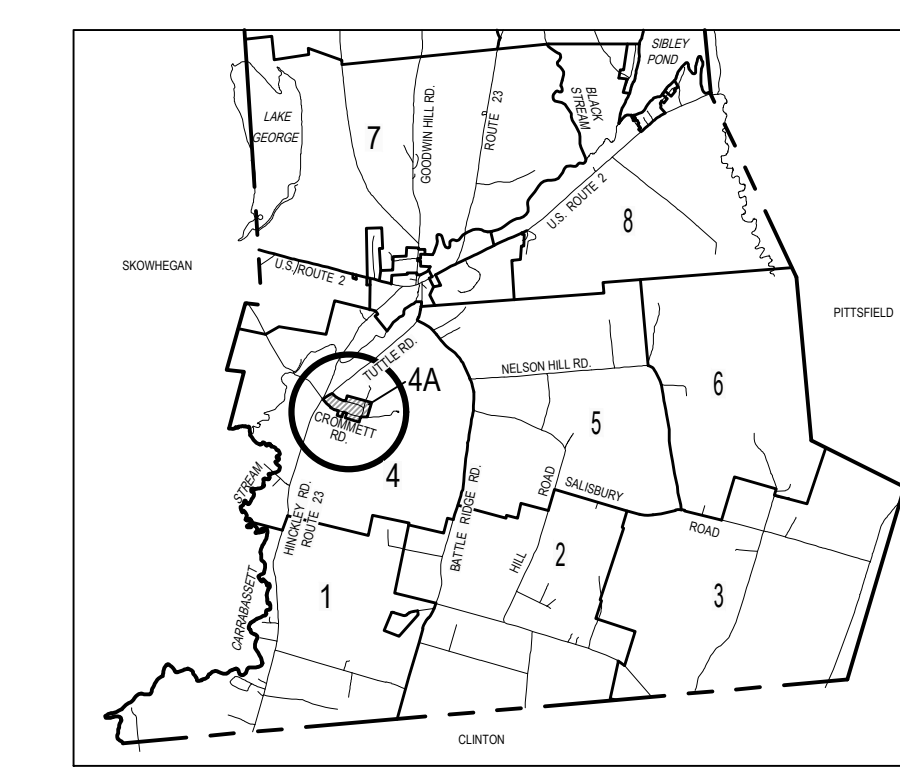 SIBLEY
POND
LAKE
GEORGE
7
GOODWIN HILL RD.
ROUTE 23
BLACK
STREAM
U.S. ROUTE 2
8
SKOWHEGAN
U.S. ROUTE 2
PITTSFIELD
TUTTLE RD.
4A
NELSON HILL RD.
6
CROMMETT
RD.
5
4
STREAM
HINCKLEY RD.
ROUTE 23
BATTLE RIDGE RD.
ROAD
SALISBURY
ROAD
HILL
2
1
3
CARRABASSETT
CLINTON